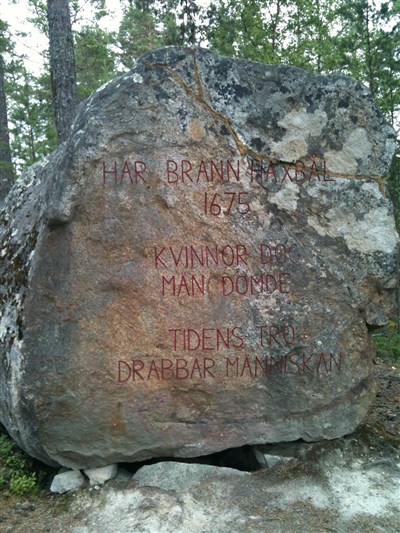 HÄR BRANN HÄXBÅL
1675
KVINNOR DOG
MÄN DÖMDE
TIDENS TRO
DRABBAR MÄNNISKAN